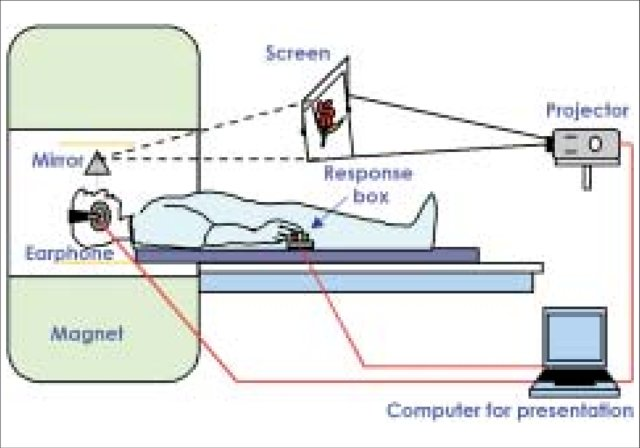 Screen
Projector
Mirror
Response
box
Earphone
Magnet
Computer for presentation